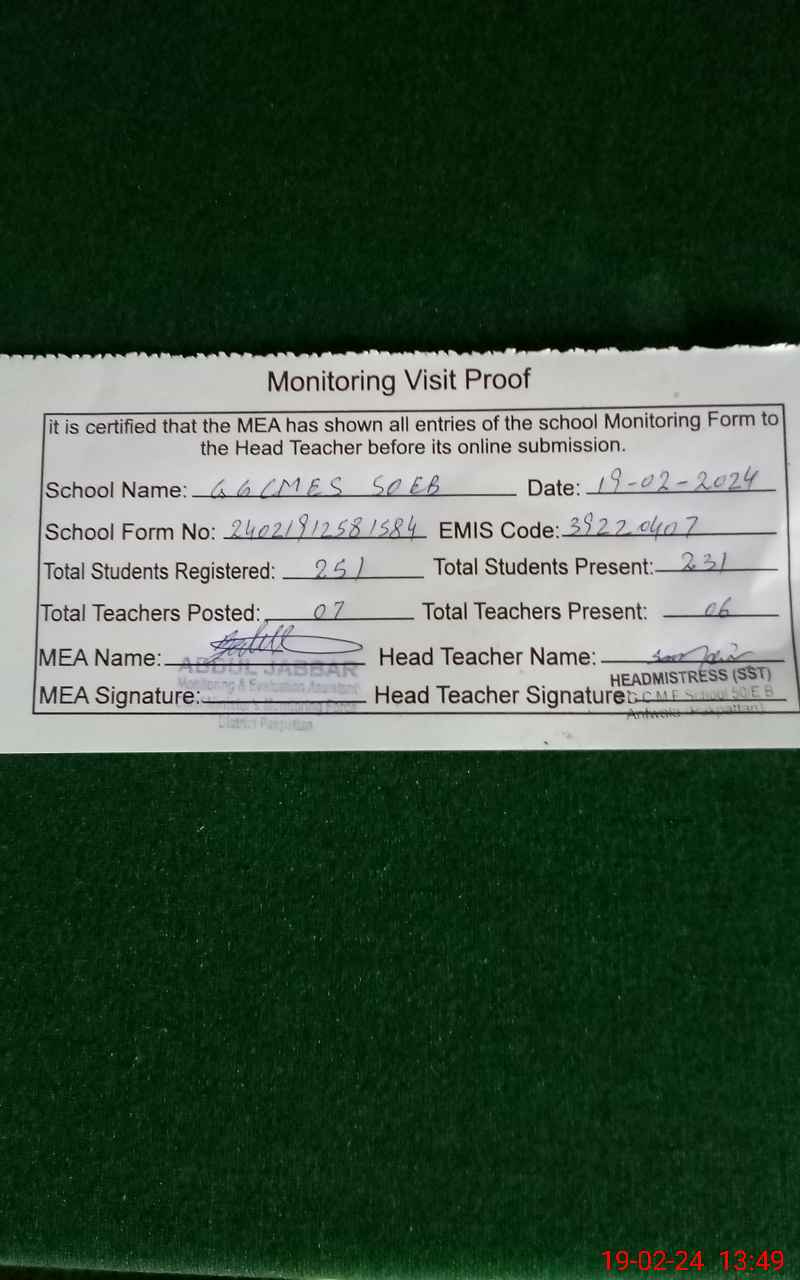 Monitoring Visit Proof
it is certified that the MEA has shown all entries of the school Monitoring Form to
the Head Teacher before its online submission.
School Name: GGCMES 50EB Date: 19-02-2024
School Form No: 24021912581584 EMIS Code: 39220407
Total Students Registered: 251 Total Students Present: 231
Total Teachers Posted: 07 Total Teachers Present: 06
MEA Name: Head Teacher Name:
ABDUL JABBAR HEADMISTRESS (SST)
Monitoring & Evaluation Assistant
MEA Signature: Head Teacher Signature: G.C.M.E School 50 E B
& Monitoring Force
District Pakpattan
19-02-24 13:49